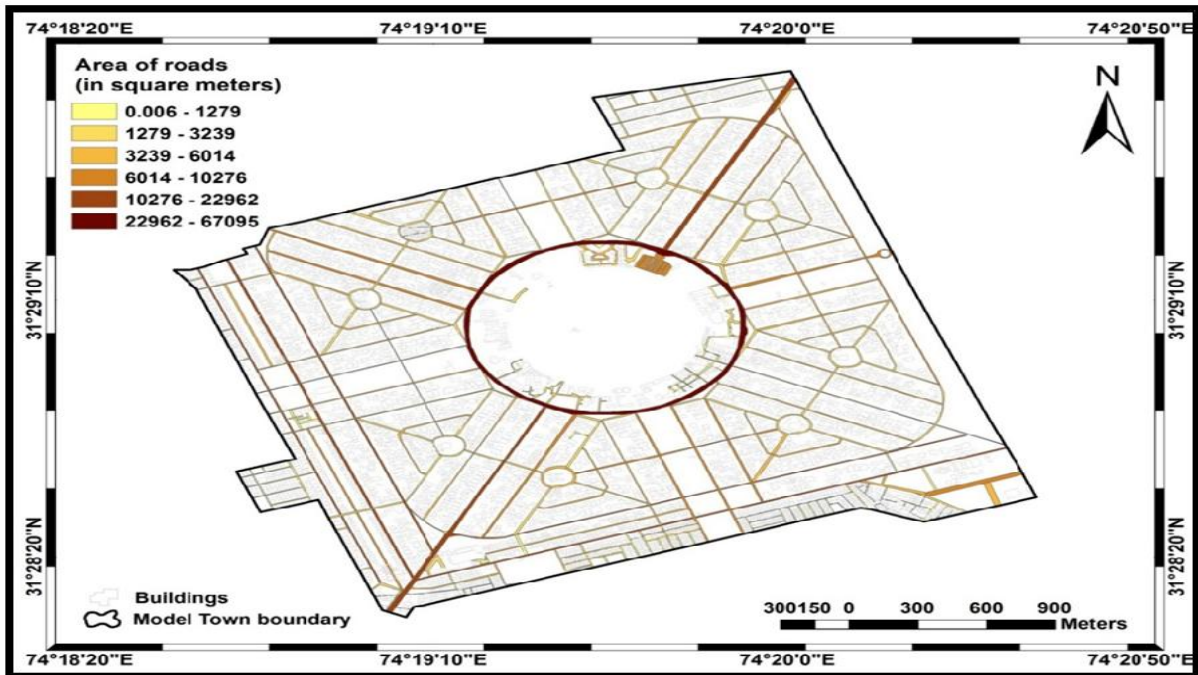 74°18'20"E 74°19'10"E 74°20'0"E 74°20'50"E
Area of roads
(in square meters)
0.006 - 1279
1279 - 3239
3239 - 6014
6014 - 10276
10276 - 22962
22962 - 67095
N
31°29'10"N
31°29'10"N
31°28'20"N
31°28'20"N
Buildings
Model Town boundary
300150 0 300 600 900
Meters
74°18'20"E 74°19'10"E 74°20'0"E 74°20'50"E